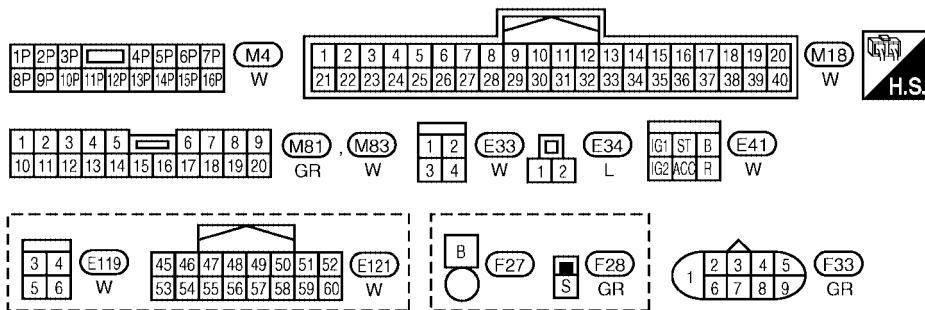 1P 2P 3P 4P 5P 6P 7P M4
8P 9P 10P 11P 12P 13P 14P 15P 16P W
1 2 3 4 5 6 7 8 9 10 11 12 13 14 15 16 17 18 19 20 M18
21 22 23 24 25 26 27 28 29 30 31 32 33 34 35 36 37 38 39 40 W
H.S.
1 2 3 4 5 6 7 8 9 M81 , M83
10 11 12 13 14 15 16 17 18 19 20 GR W
1 2 E33
3 4 W
E34
1 2 L
IG1 ST B E41
IG2 ACC R W
3 4 E119
5 6 W
45 46 47 48 49 50 51 52 E121
53 54 55 56 57 58 59 60 W
B F27
F28
S GR
1 2 3 4 5 F33
6 7 8 9 GR